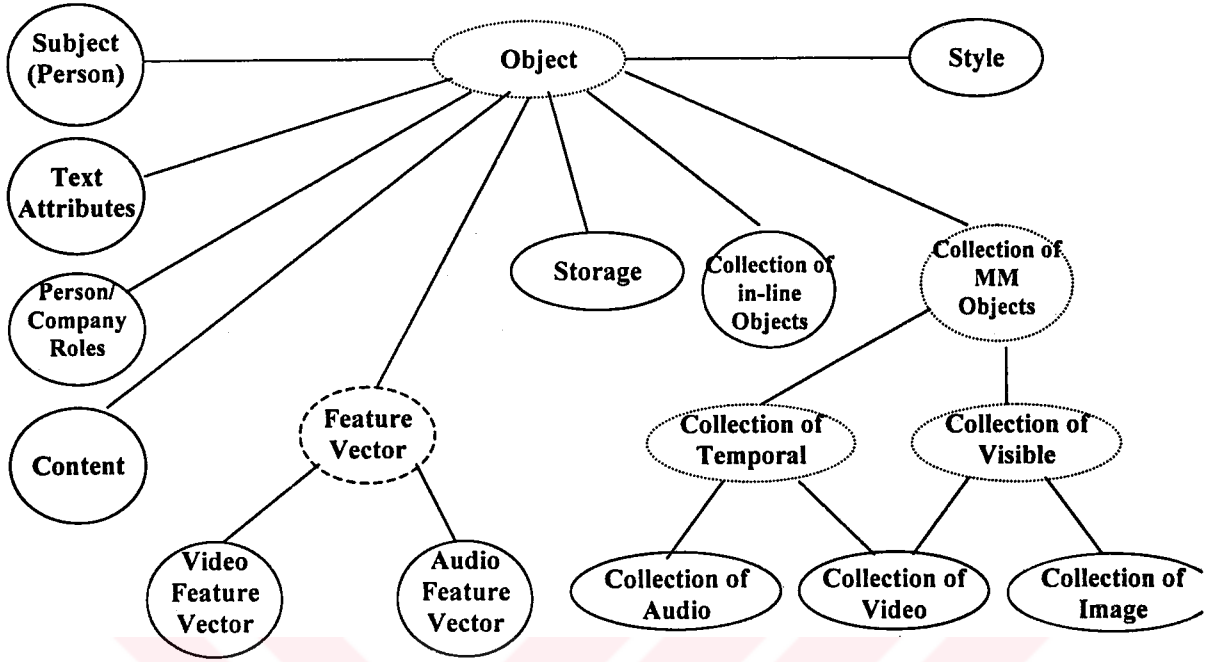 Subject
(Person)
Object
Style
Text
Attributes
Person/
Company
Roles
Storage
Collection of
in-line
Objects
Collection of
MM
Objects
Content
Feature
Vector
Collection of
Temporal
Collection of
Visible
Video
Feature
Vector
Audio
Feature
Vector
Collection of
Audio
Collection of
Video
Collection of
Image